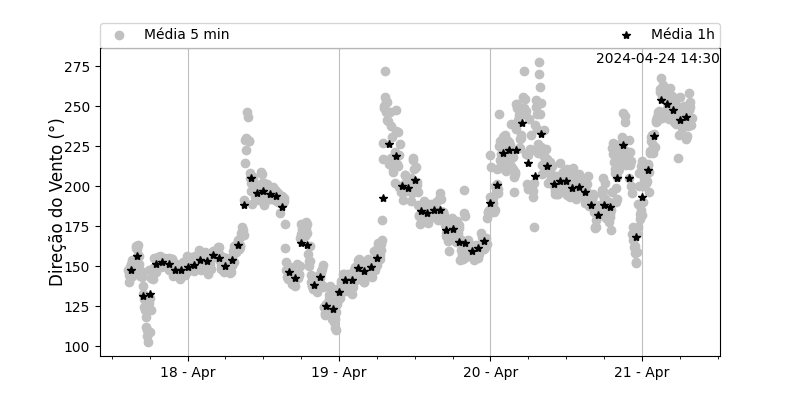 Média 5 min
Média 1h
2024-04-24 14:30
Direção do Vento (°)
275
250
225
200
175
150
125
100
18 - Apr
19 - Apr
20 - Apr
21 - Apr